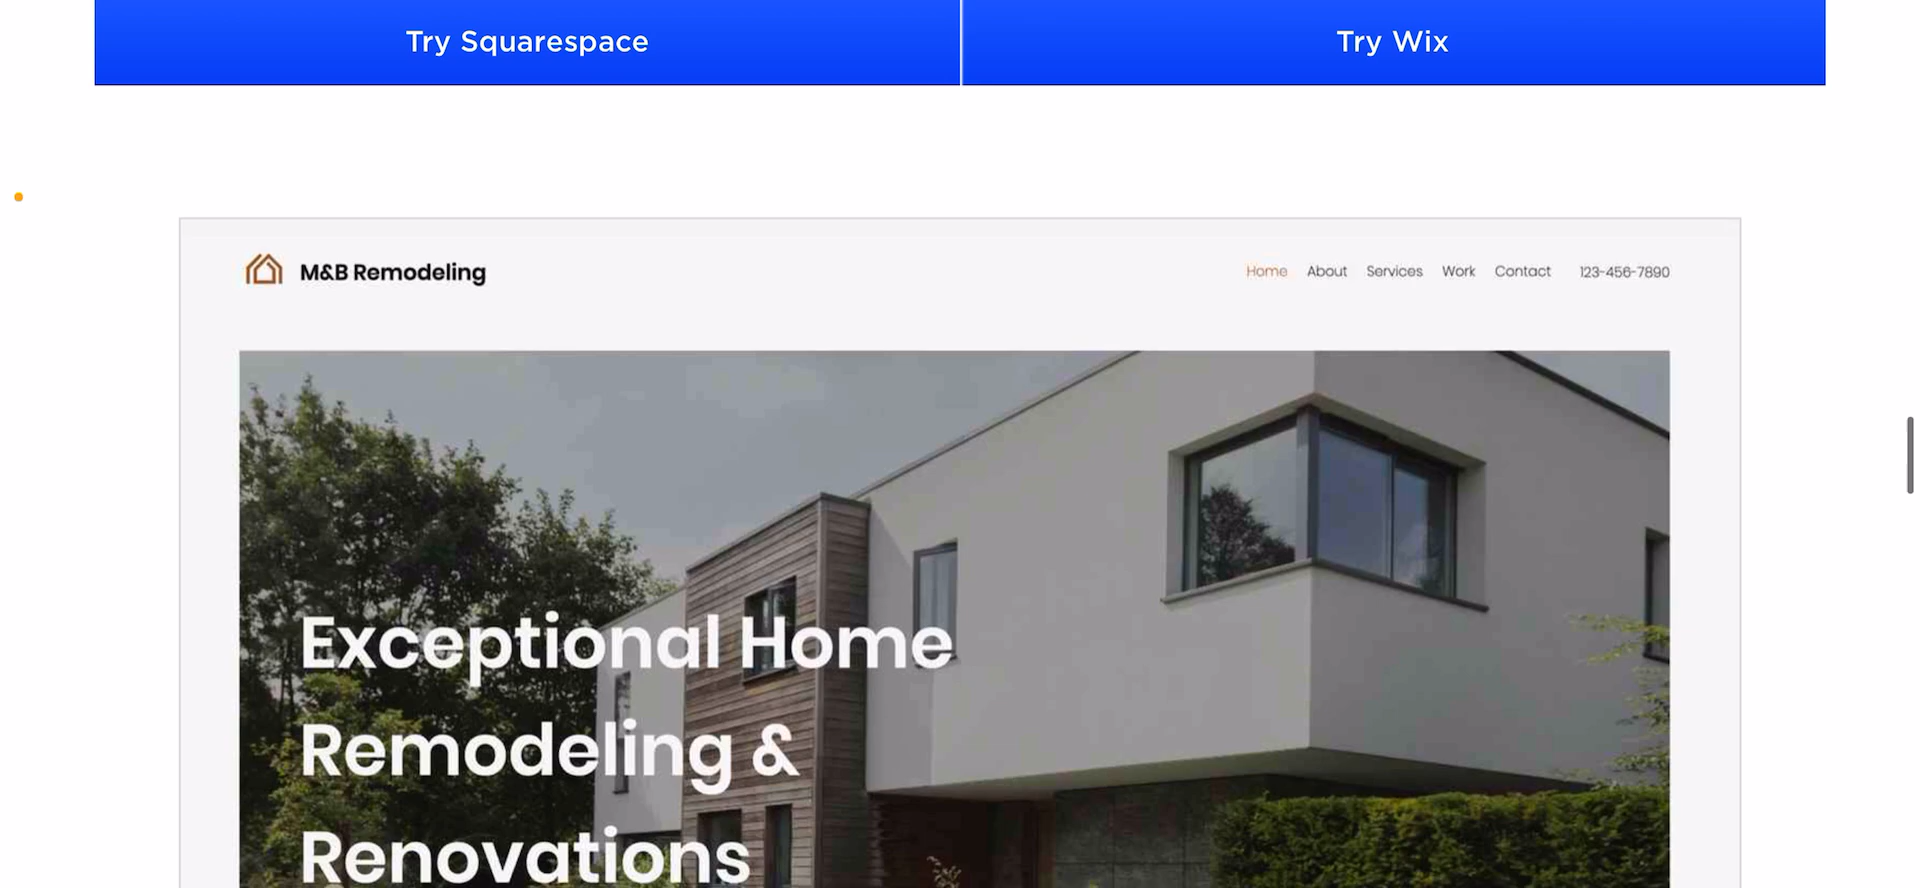 Try Squarespace
Try Wix
M&B Remodeling
Home About Services Work Contact 123-456-7890
Exceptional Home
Remodeling &
Renovations